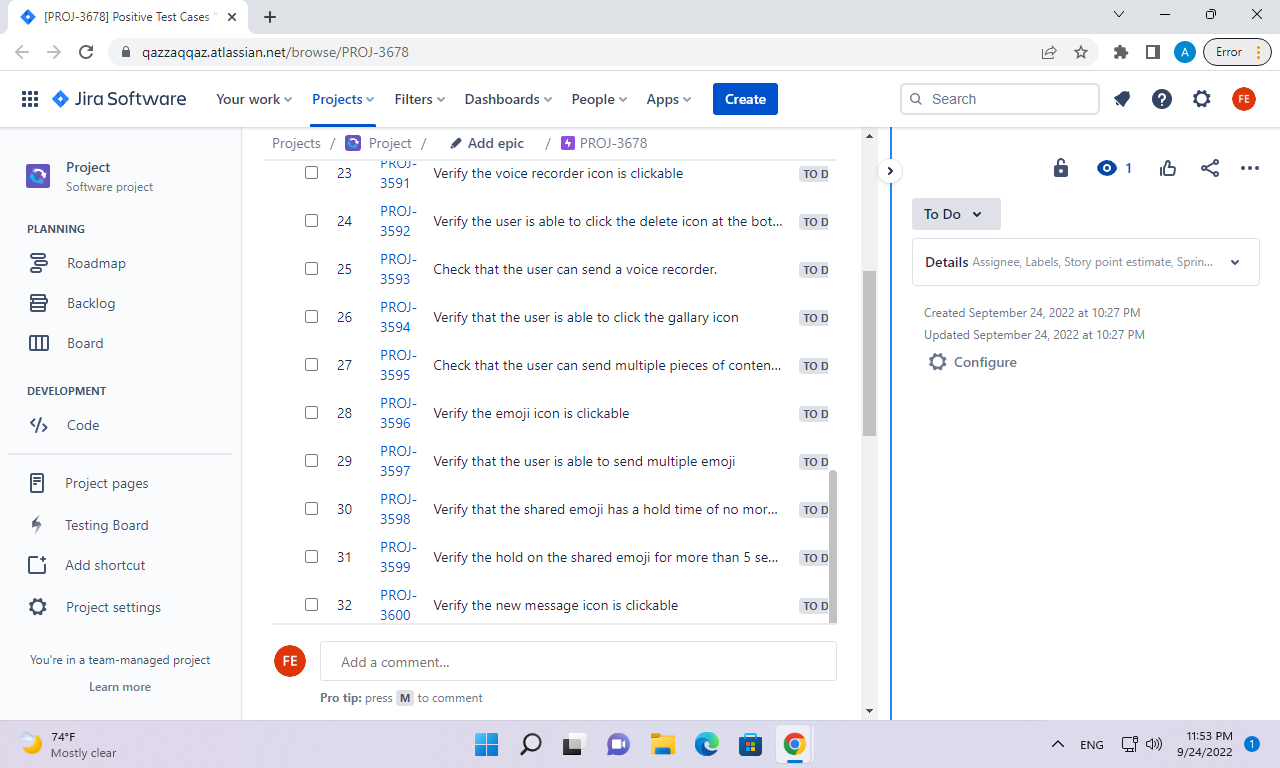 [PROJ-3678] Positive Test Cases "
qazzaqqaz.atlassian.net/browse/PROJ-3678
A
Error
Jira Software
Your work
Projects
Filters
Dashboards
People
Apps
Create
Search
FE
Project
Software project
PLANNING
Roadmap
Backlog
Board
DEVELOPMENT
Code
Project pages
Testing Board
Add shortcut
Project settings
You're in a team-managed project
Learn more
Projects / Project / Add epic / PROJ-3678
23 PROJ-3591 Verify the voice recorder icon is clickable TO D
24 PROJ-3592 Verify the user is able to click the delete icon at the bot... TO D
25 PROJ-3593 Check that the user can send a voice recorder. TO D
26 PROJ-3594 Verify that the user is able to click the gallary icon TO D
27 PROJ-3595 Check that the user can send multiple pieces of conten... TO D
28 PROJ-3596 Verify the emoji icon is clickable TO D
29 PROJ-3597 Verify that the user is able to send multiple emoji TO D
30 PROJ-3598 Verify that the shared emoji has a hold time of no mor... TO D
31 PROJ-3599 Verify the hold on the shared emoji for more than 5 se... TO D
32 PROJ-3600 Verify the new message icon is clickable TO D
FE
Add a comment...
Pro tip: press M to comment
1
To Do
Details Assignee, Labels, Story point estimate, Sprin...
Created September 24, 2022 at 10:27 PM
Updated September 24, 2022 at 10:27 PM
Configure
74°F
Mostly clear
ENG
11:53 PM
9/24/2022
1